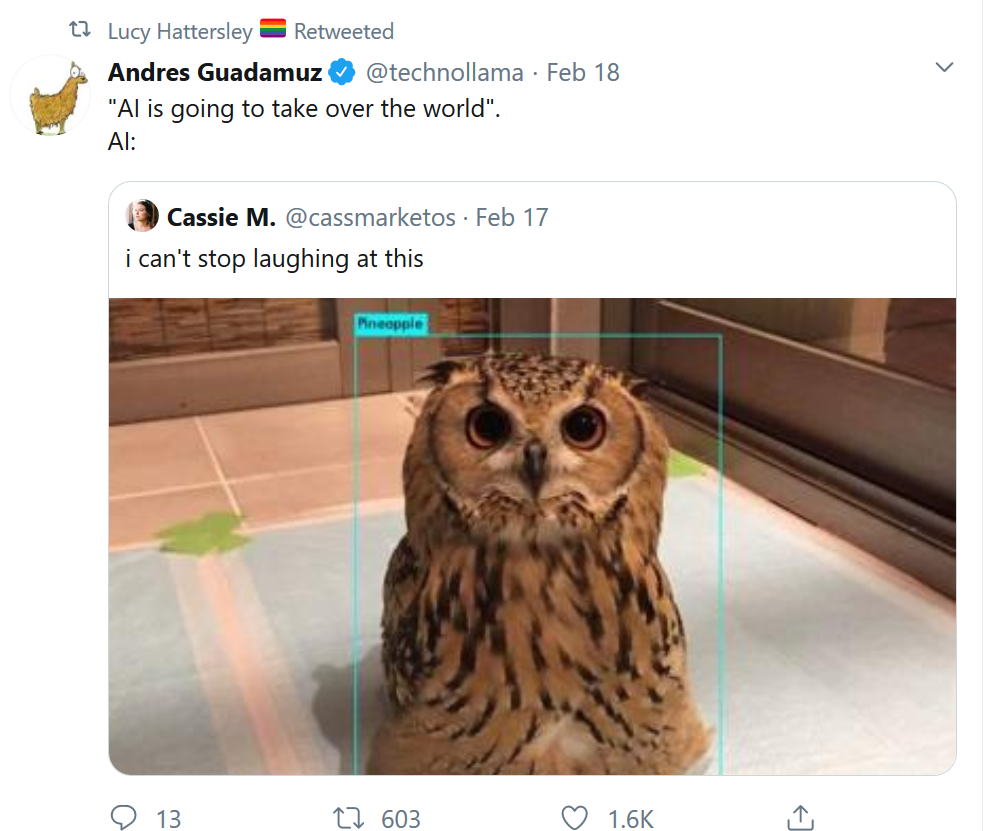 Lucy Hattersley 🏳️‍🌈 Retweeted
Andres Guadamuz @technollama · Feb 18
"AI is going to take over the world".
AI:
Cassie M. @cassmarketos · Feb 17
i can't stop laughing at this
Pineapple
13 603 1.6K